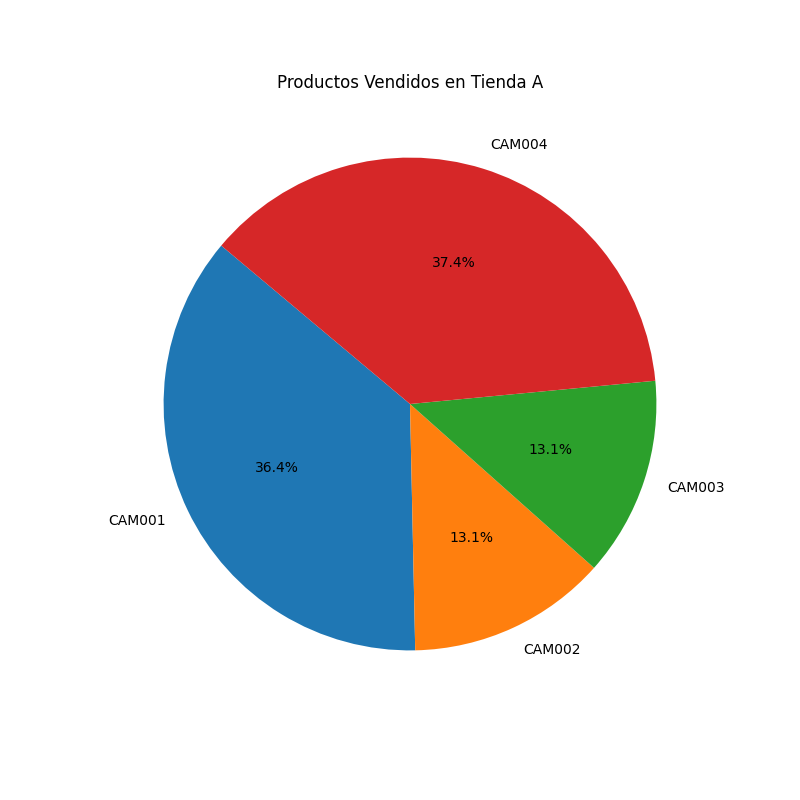 Productos Vendidos en Tienda A
CAM004
37.4%
36.4%
13.1%
CAM003
CAM001
13.1%
CAM002